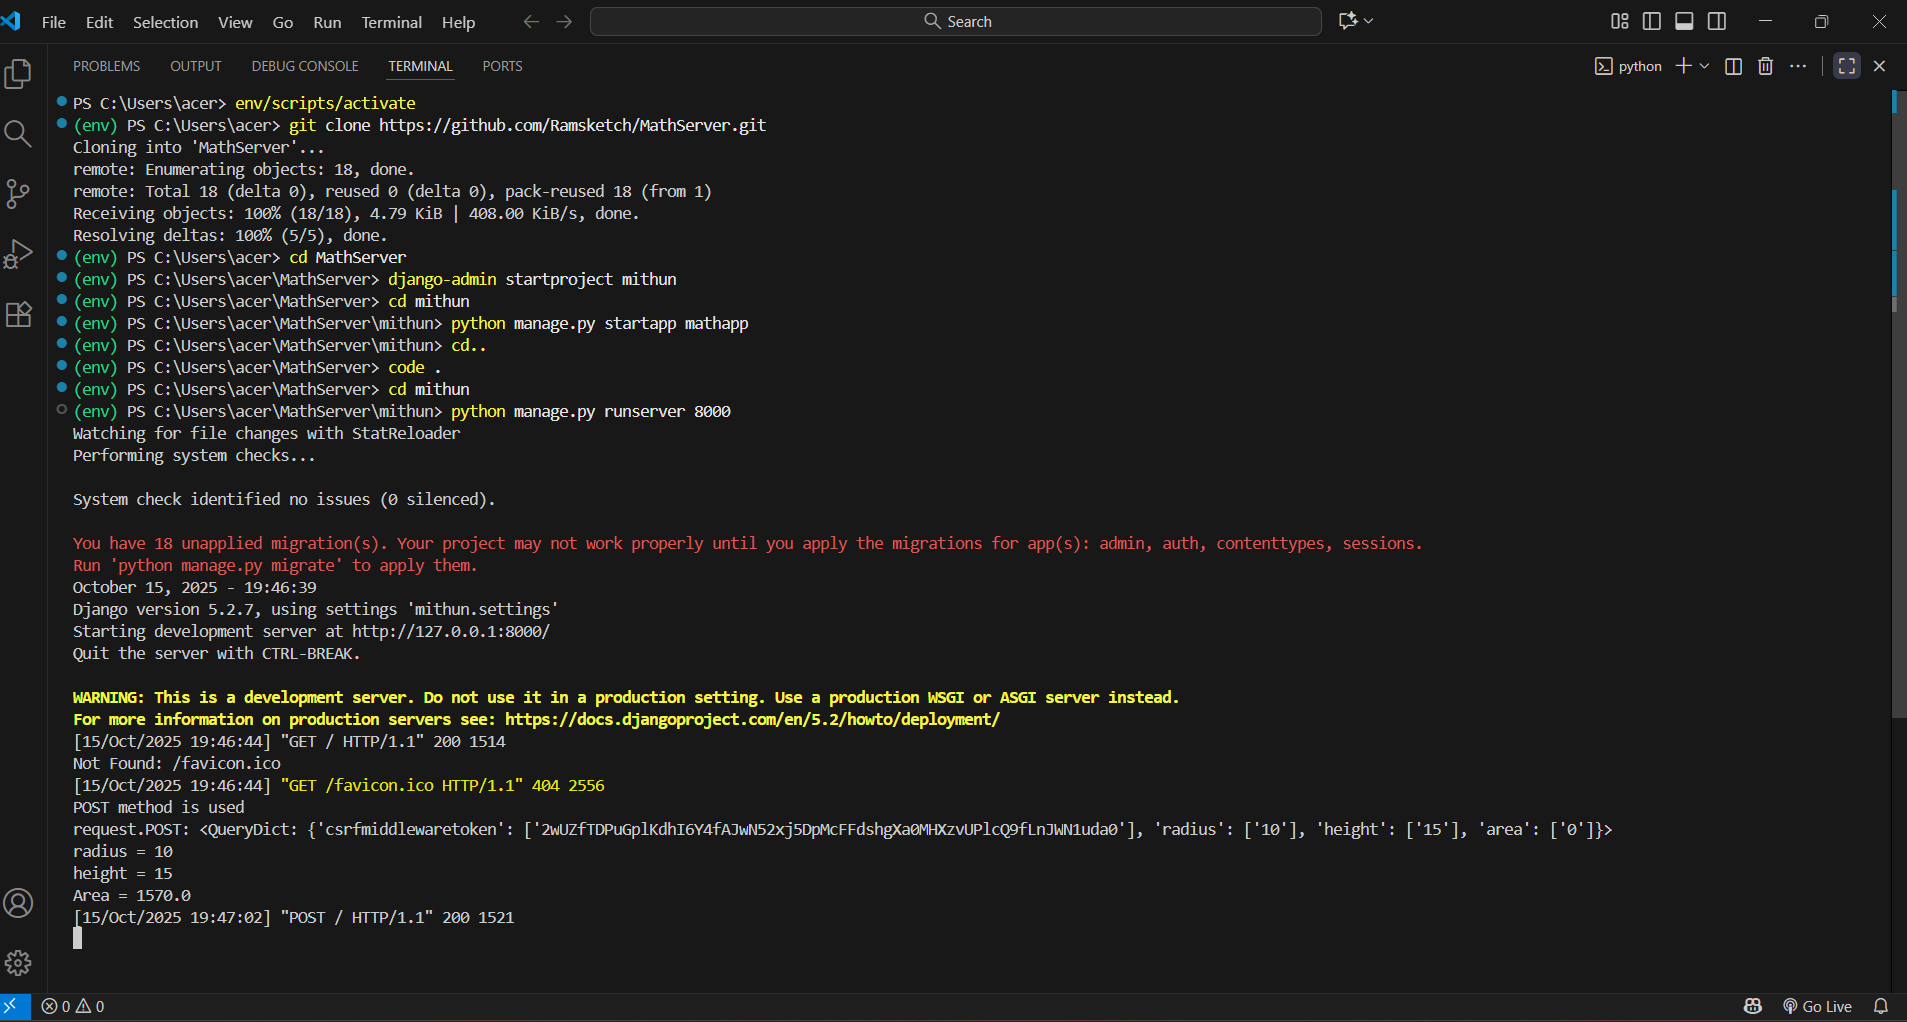 File Edit Selection View Go Run Terminal Help
Search
PROBLEMS OUTPUT DEBUG CONSOLE TERMINAL PORTS
python
PS C:\Users\acer> env/scripts/activate
(env) PS C:\Users\acer> git clone https://github.com/Ramsketch/MathServer.git
Cloning into 'MathServer'...
remote: Enumerating objects: 18, done.
remote: Total 18 (delta 0), reused 0 (delta 0), pack-reused 18 (from 1)
Receiving objects: 100% (18/18), 4.79 KiB | 408.00 KiB/s, done.
Resolving deltas: 100% (5/5), done.
(env) PS C:\Users\acer> cd MathServer
(env) PS C:\Users\acer\MathServer> django-admin startproject mithun
(env) PS C:\Users\acer\MathServer> cd mithun
(env) PS C:\Users\acer\MathServer\mithun> python manage.py startapp mathapp
(env) PS C:\Users\acer\MathServer\mithun> cd..
(env) PS C:\Users\acer\MathServer> code .
(env) PS C:\Users\acer\MathServer> cd mithun
(env) PS C:\Users\acer\MathServer\mithun> python manage.py runserver 8000
Watching for file changes with StatReloader
Performing system checks...
System check identified no issues (0 silenced).
You have 18 unapplied migration(s). Your project may not work properly until you apply the migrations for app(s): admin, auth, contenttypes, sessions.
Run 'python manage.py migrate' to apply them.
October 15, 2025 - 19:46:39
Django version 5.2.7, using settings 'mithun.settings'
Starting development server at http://127.0.0.1:8000/
Quit the server with CTRL-BREAK.
WARNING: This is a development server. Do not use it in a production setting. Use a production WSGI or ASGI server instead.
For more information on production servers see: https://docs.djangoproject.com/en/5.2/howto/deployment/
[15/Oct/2025 19:46:44] "GET / HTTP/1.1" 200 1514
Not Found: /favicon.ico
[15/Oct/2025 19:46:44] "GET /favicon.ico HTTP/1.1" 404 2556
POST method is used
request.POST: <QueryDict: {'csrfmiddlewaretoken': ['2wUZfTDPuGplKdhI6Y4fAJwN52xj5DpMcFFdshgXa0MHXzvUPlcQ9fLnJWN1uda0'], 'radius': ['10'], 'height': ['15'], 'area': ['0']}>
radius = 10
height = 15
Area = 1570.0
[15/Oct/2025 19:47:02] "POST / HTTP/1.1" 200 1521
0 0
Go Live